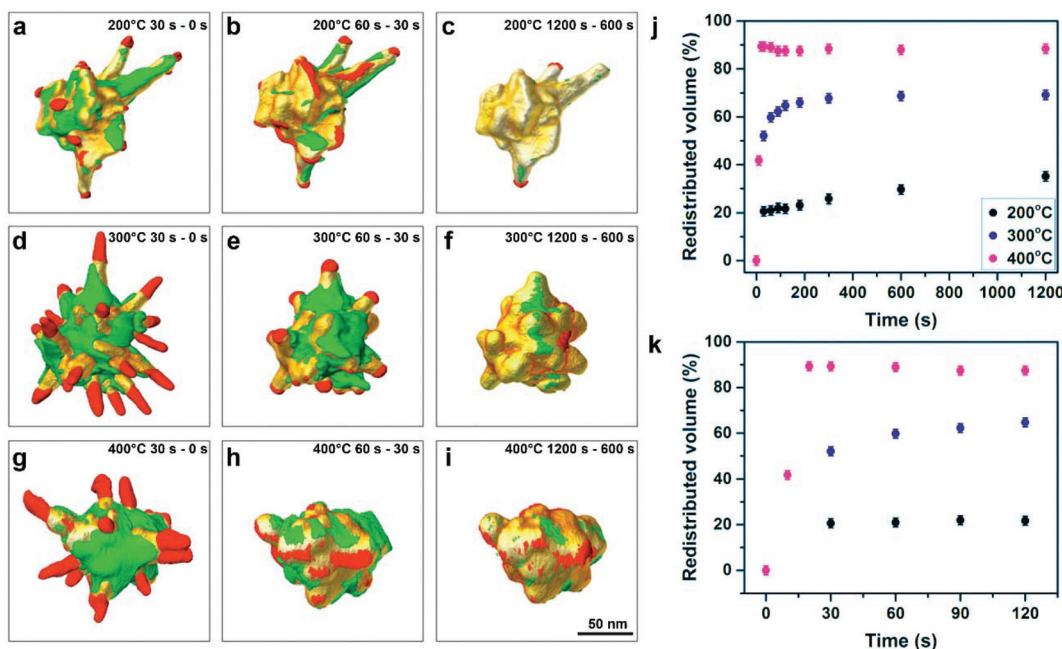 a
200°C 30 s - 0 s
b
200°C 60 s - 30 s
c
200°C 1200 s - 600 s
d
300°C 30 s - 0 s
e
300°C 60 s - 30 s
f
300°C 1200 s - 600 s
g
400°C 30 s - 0 s
h
400°C 60 s - 30 s
i
400°C 1200 s - 600 s
50 nm
j
Redistributed volume (%)
100
80
60
40
20
0
200°C
300°C
400°C
0 200 400 600 800 1000 1200
Time (s)
k
Redistributed volume (%)
100
80
60
40
20
0
0 30 60 90 120
Time (s)